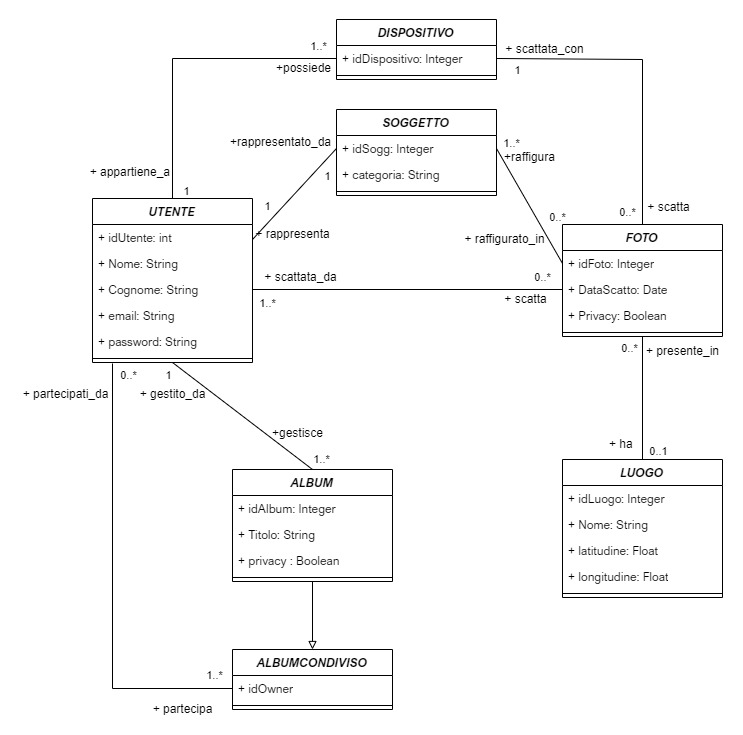 DISPOSITIVO
+ idDispositivo: Integer
1..*
+possiede
+ scattata_con
1
SOGGETTO
+ idSogg: Integer
+ categoria: String
+rappresentato_da
1
1..*
+raffigura
+ appartiene_a
1
1
+ rappresenta
0..*
+ raffigurato_in
0..*
+ scatta
UTENTE
+ idUtente: int
+ Nome: String
+ Cognome: String
+ email: String
+ password: String
+ scattata_da
1..*
0..*
+ scatta
FOTO
+ idFoto: Integer
+ DataScatto: Date
+ Privacy: Boolean
0..*
+ presente_in
0..*
1
+ partecipati_da
+ gestito_da
+gestisce
1..*
+ ha
0..1
ALBUM
+ idAlbum: Integer
+ Titolo: String
+ privacy : Boolean
LUOGO
+ idLuogo: Integer
+ Nome: String
+ latitudine: Float
+ longitudine: Float
ALBUMCONDIVISO
+ idOwner
1..*
+ partecipa